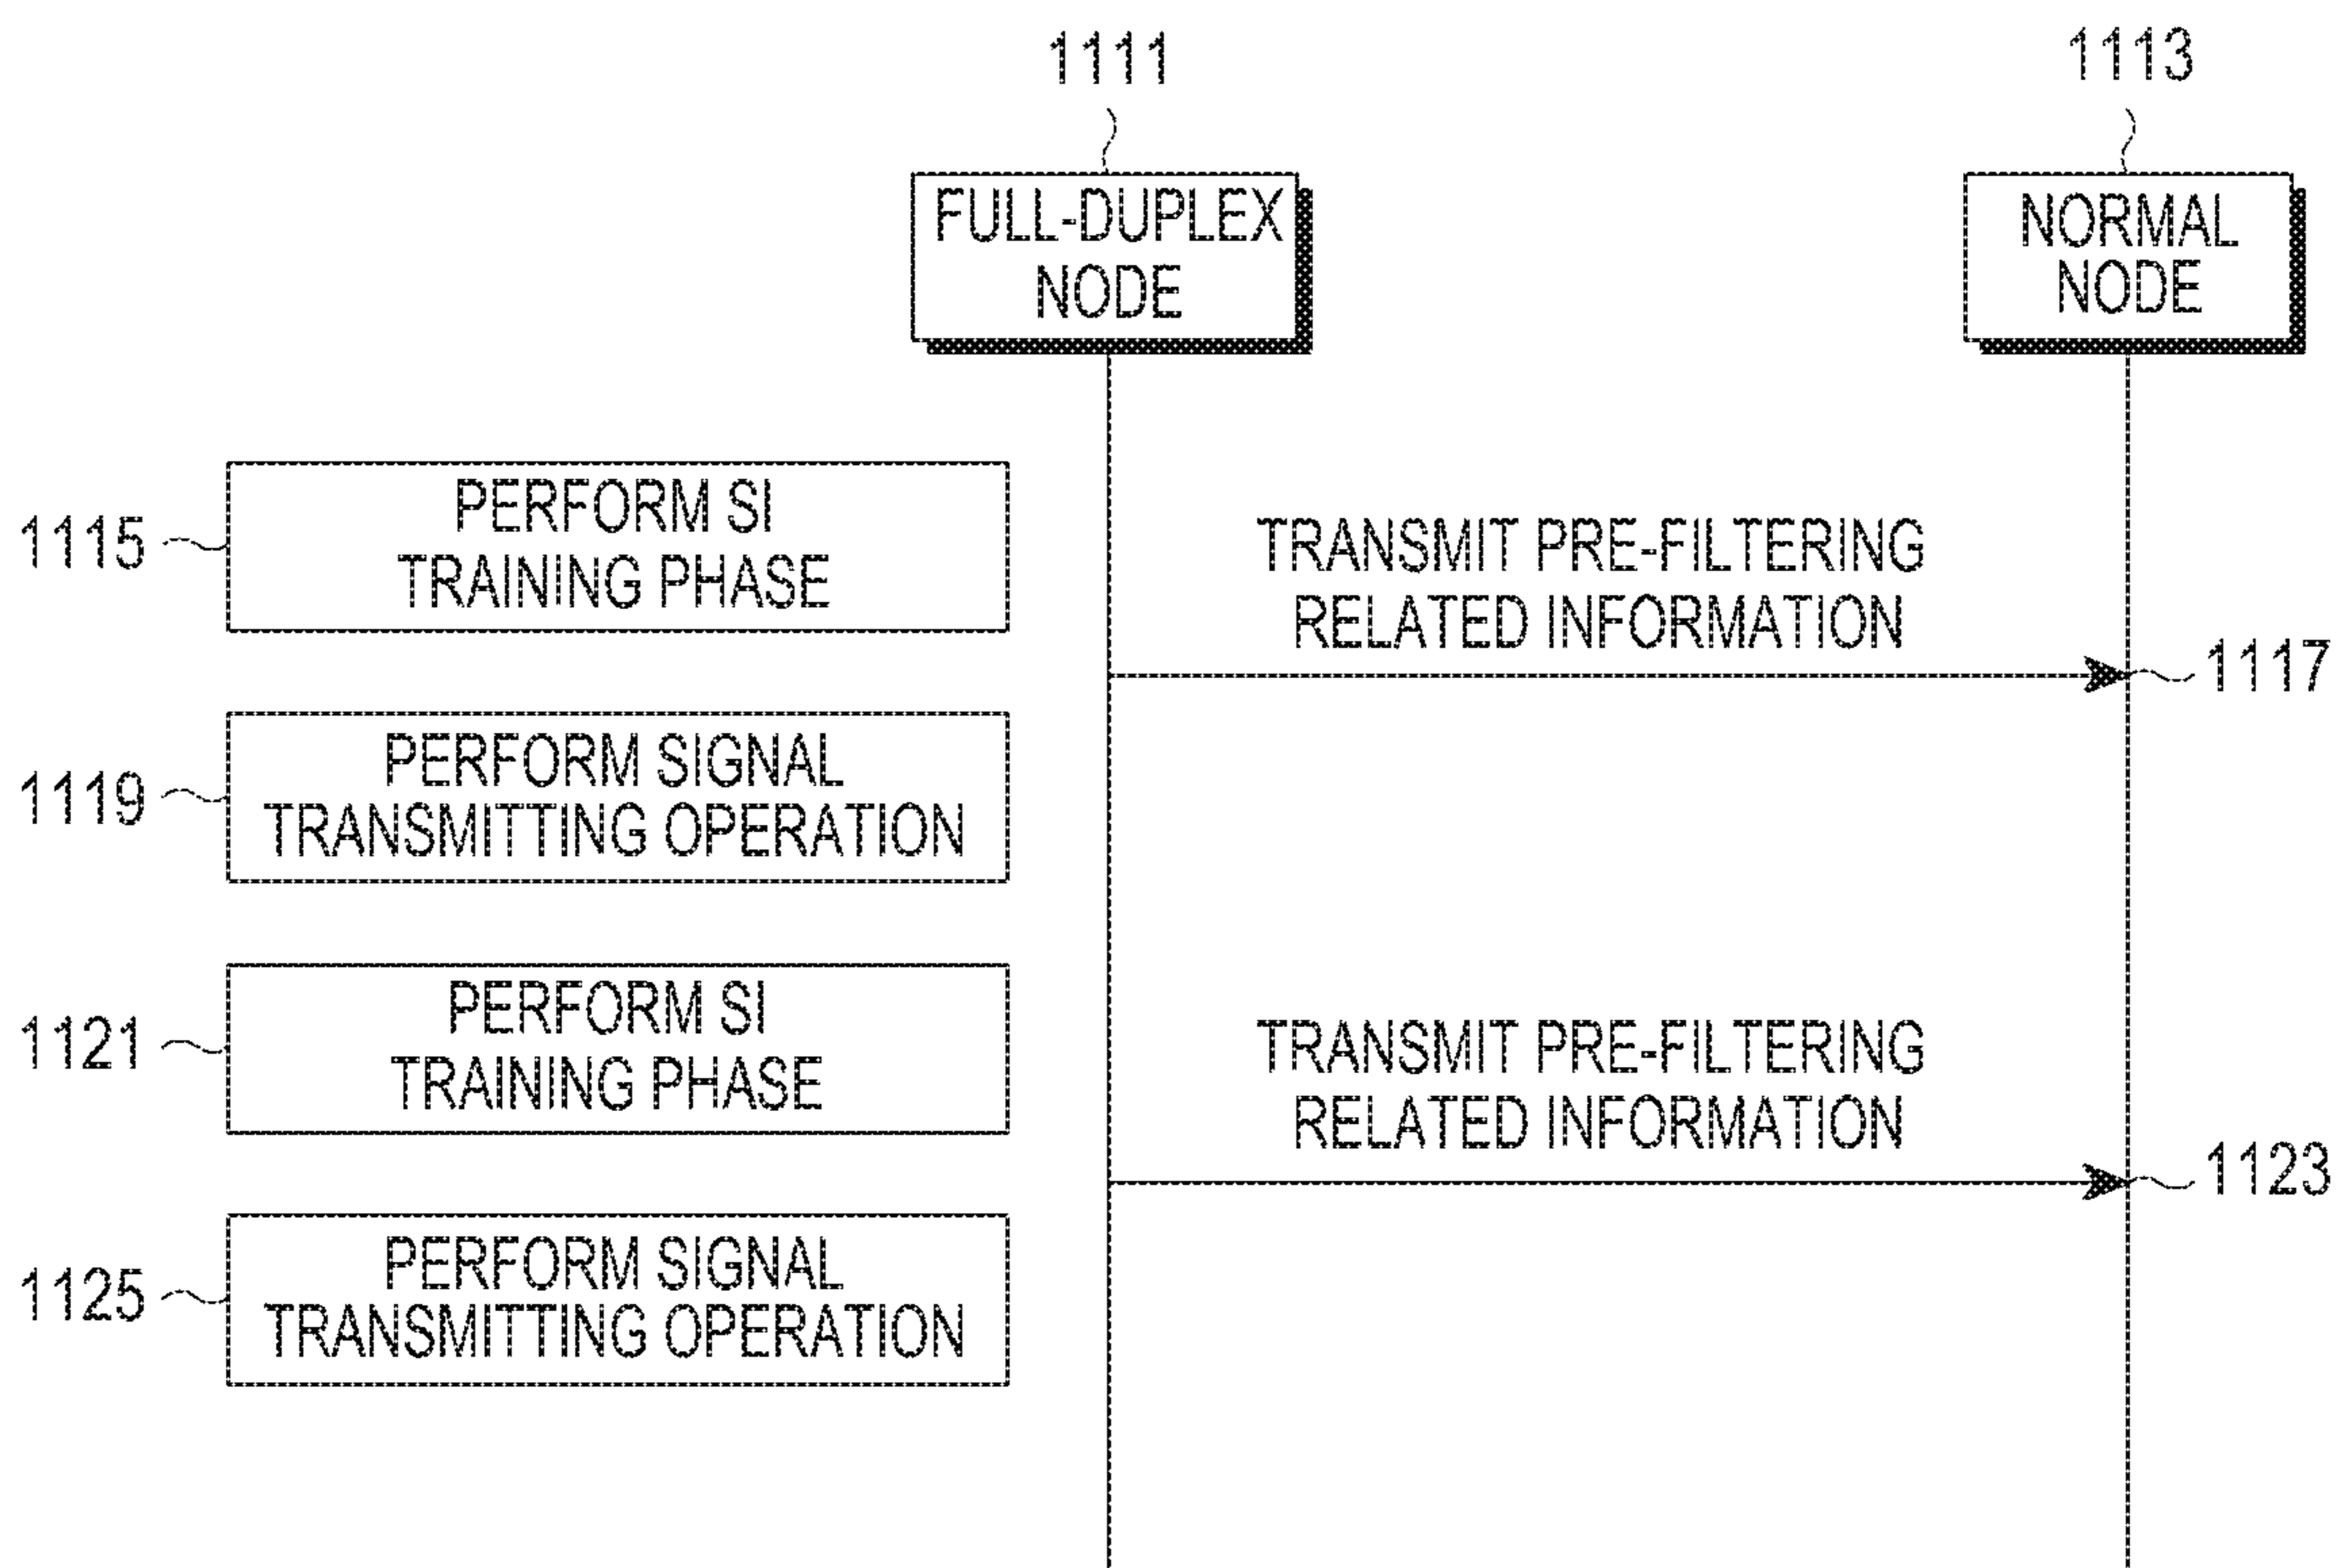 1111
1113
FULL-DUPLEX
NODE
NORMAL
NODE
1115
PERFORM SI
TRAINING PHASE
TRANSMIT PRE-FILTERING
RELATED INFORMATION
1117
1119
PERFORM SIGNAL
TRANSMITTING OPERATION
1121
PERFORM SI
TRAINING PHASE
TRANSMIT PRE-FILTERING
RELATED INFORMATION
1123
1125
PERFORM SIGNAL
TRANSMITTING OPERATION